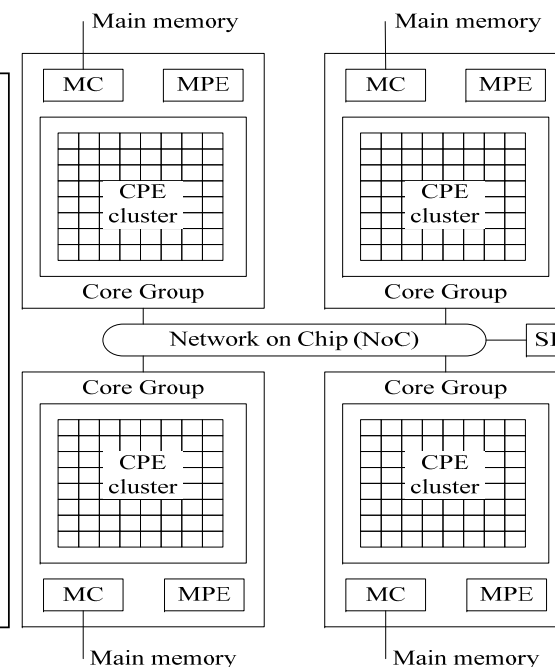 Main memory
Main memory
MC
MPE
MC
MPE
CPE
cluster
CPE
cluster
Core Group
Core Group
Network on Chip (NoC)
Core Group
Core Group
CPE
cluster
CPE
cluster
MC
MPE
MC
MPE
Main memory
Main memory